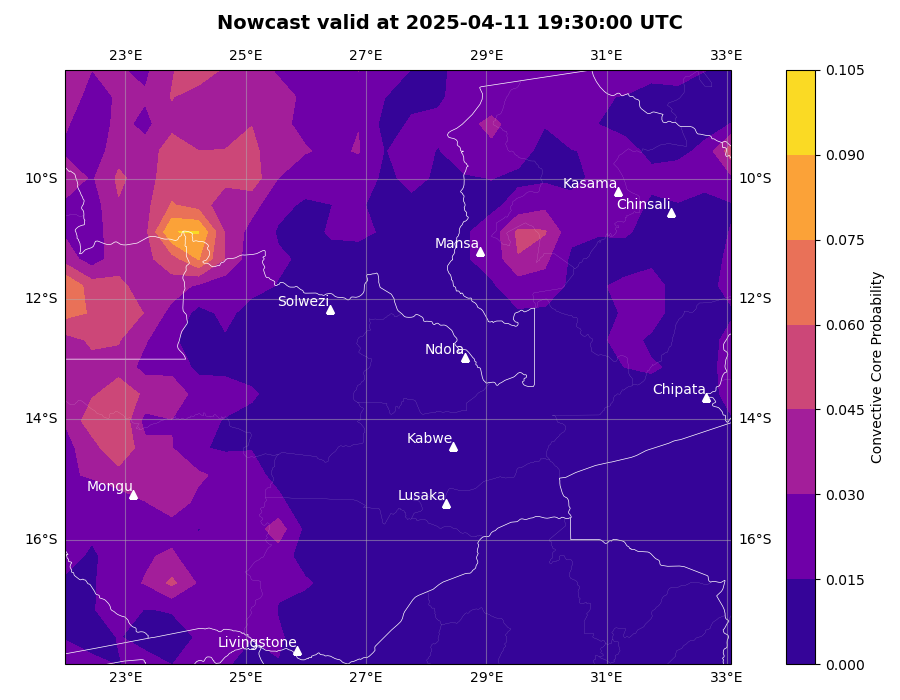 Nowcast valid at 2025-04-11 19:30:00 UTC
23°E 25°E 27°E 29°E 31°E 33°E
0.105
0.090
10°S 10°S
Kasama
Chinsali
0.075
Mansa
12°S 12°S
Solwezi
0.060
Ndola
Convective Core Probability
Chipata
0.045
14°S 14°S
Kabwe
Mongu
Lusaka
0.030
16°S 16°S
0.015
Livingstone
0.000
23°E 25°E 27°E 29°E 31°E 33°E